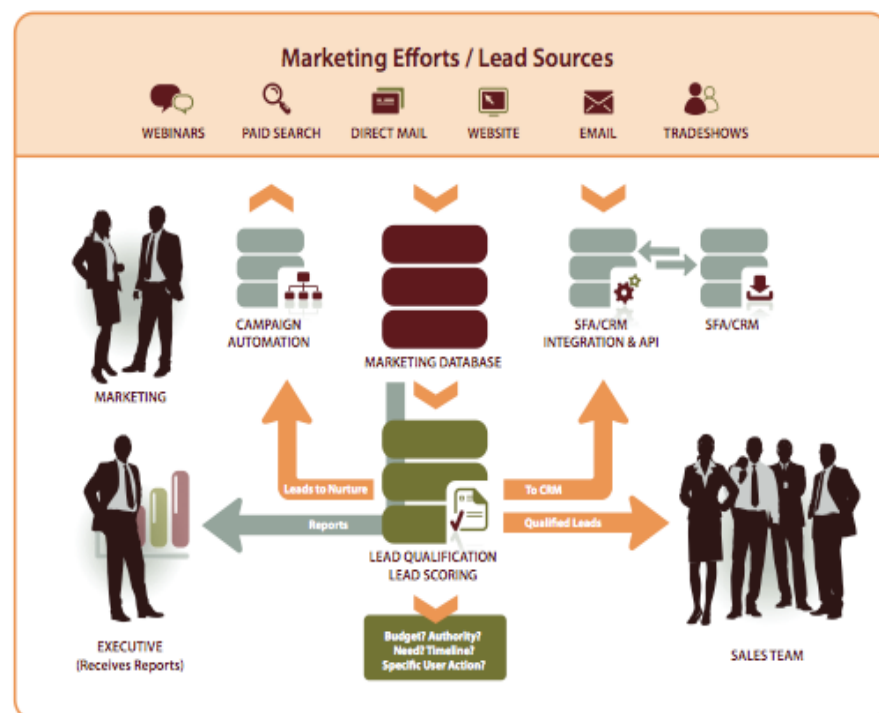 Marketing Efforts / Lead Sources
WEBINARS
PAID SEARCH
DIRECT MAIL
WEBSITE
EMAIL
TRADESHOWS
MARKETING
CAMPAIGN
AUTOMATION
MARKETING DATABASE
SFA/CRM
INTEGRATION & API
SFA/CRM
Leads to Nurture
To CRM
Reports
Qualified Leads
LEAD QUALIFICATION
LEAD SCORING
EXECUTIVE
(Receives Reports)
Budget? Authority?
Need? Timeline?
Specific User Action?
SALES TEAM